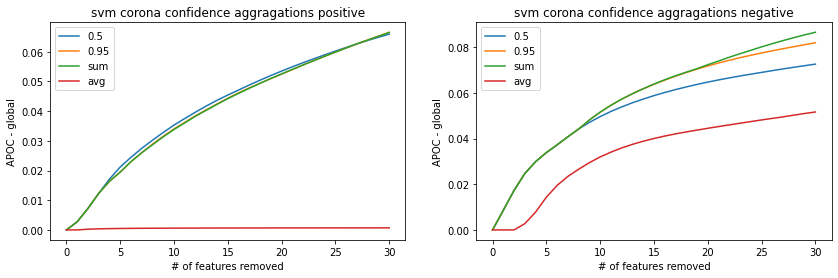 svm corona confidence aggragations positive
APOC - global
0.06
0.05
0.04
0.03
0.02
0.01
0.00
0.5
0.95
sum
avg
0 5 10 15 20 25 30
# of features removed
svm corona confidence aggragations negative
APOC - global
0.08
0.06
0.04
0.02
0.00
0.5
0.95
sum
avg
0 5 10 15 20 25 30
# of features removed